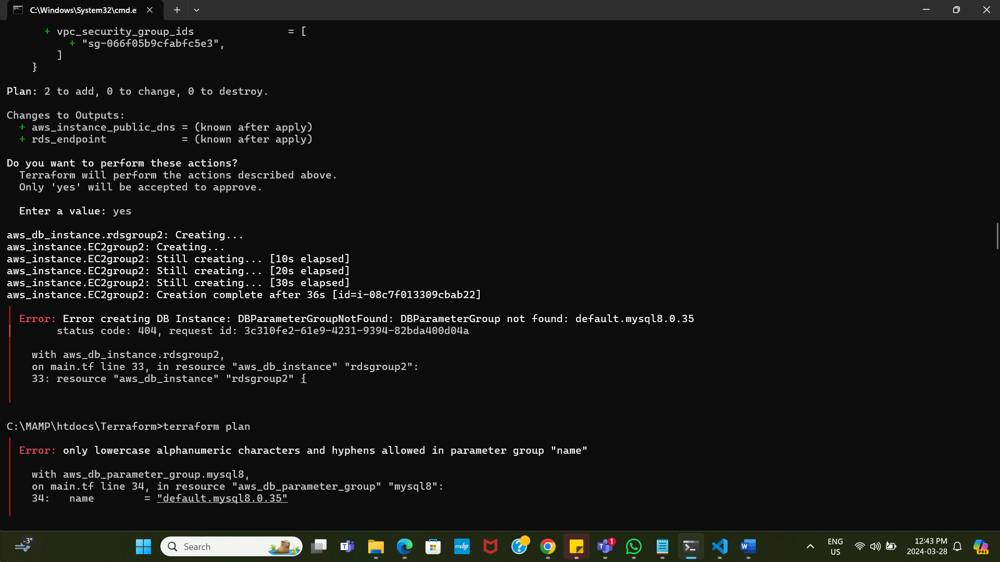 C:\Windows\System32\cmd.e
+ vpc_security_group_ids = [
+ "sg-066f05b9cfabfc5e3",
]
}
Plan: 2 to add, 0 to change, 0 to destroy.
Changes to Outputs:
+ aws_instance_public_dns = (known after apply)
+ rds_endpoint = (known after apply)
Do you want to perform these actions?
Terraform will perform the actions described above.
Only 'yes' will be accepted to approve.
Enter a value: yes
aws_db_instance.rdsgroup2: Creating...
aws_instance.EC2group2: Creating...
aws_instance.EC2group2: Still creating... [10s elapsed]
aws_instance.EC2group2: Still creating... [20s elapsed]
aws_instance.EC2group2: Still creating... [30s elapsed]
aws_instance.EC2group2: Creation complete after 36s [id=i-08c7f013309cbab22]
Error: Error creating DB Instance: DBParameterGroupNotFound: DBParameterGroup not found: default.mysql8.0.35
status code: 404, request id: 3c310fe2-61e9-4231-9394-82bda400d04a
with aws_db_instance.rdsgroup2,
on main.tf line 33, in resource "aws_db_instance" "rdsgroup2":
33: resource "aws_db_instance" "rdsgroup2" {
C:\MAMP\htdocs\Terraform>terraform plan
Error: only lowercase alphanumeric characters and hyphens allowed in parameter group "name"
with aws_db_parameter_group.mysql8,
on main.tf line 34, in resource "aws_db_parameter_group" "mysql8":
34: name = "default.mysql8.0.35"
-3°
Search
myhp
1
ENG
US
12:43 PM
2024-03-28
PRE